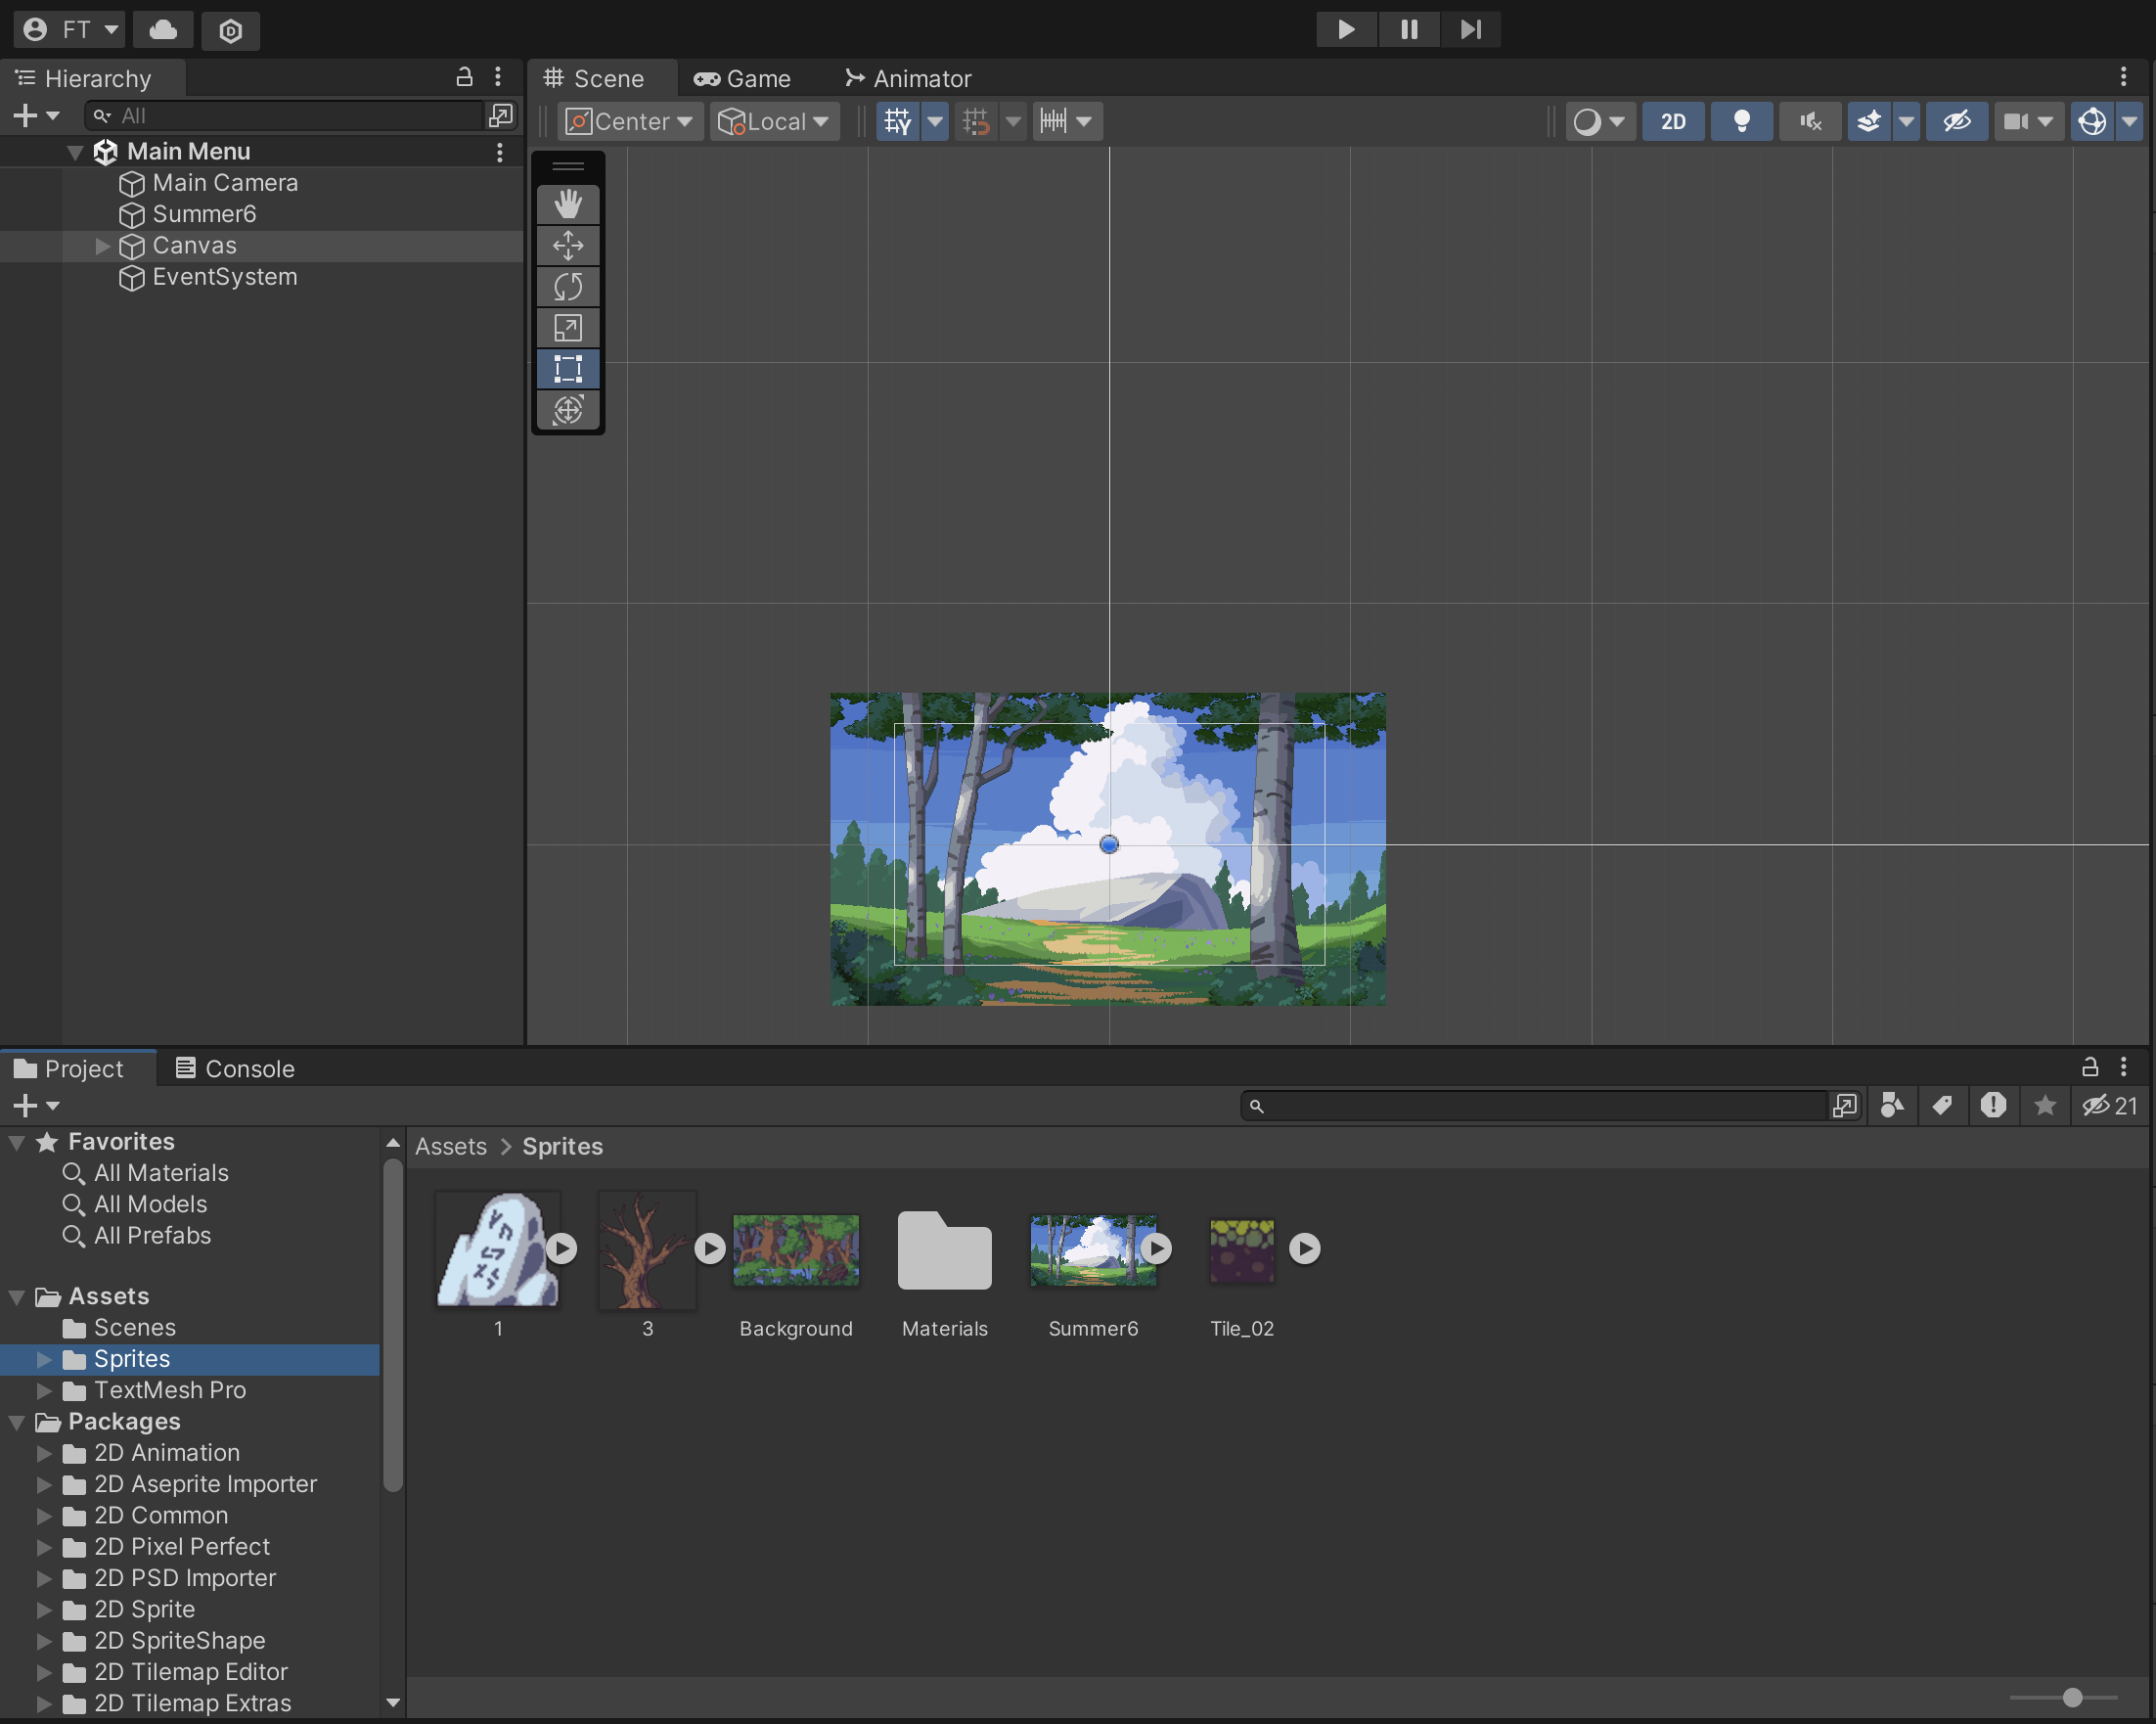 FT
Hierarchy
All
Main Menu
Main Camera
Summer6
Canvas
EventSystem
Scene
Game
Animator
Center
Local
2D
Project
Console
21
Favorites
All Materials
All Models
All Prefabs
Assets
Scenes
Sprites
TextMesh Pro
Packages
2D Animation
2D Aseprite Importer
2D Common
2D Pixel Perfect
2D PSD Importer
2D Sprite
2D SpriteShape
2D Tilemap Editor
2D Tilemap Extras
Assets > Sprites
1
3
Background
Materials
Summer6
Tile_02